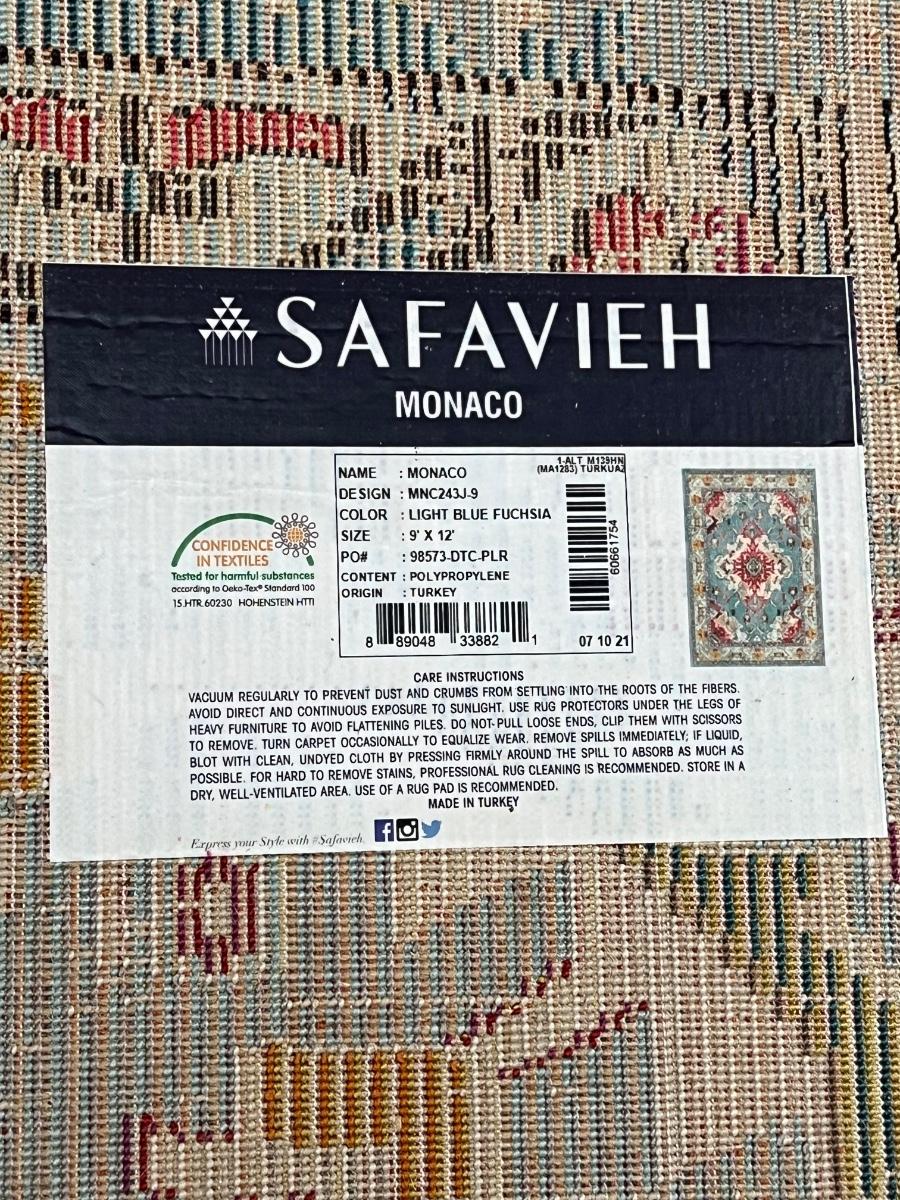 SAFAVIEH
MONACO
1-ALT M139HN
(MA1283) TURKUAZ
NAME : MONACO
DESIGN : MNC243J-9
COLOR : LIGHT BLUE FUCHSIA
SIZE : 9' X 12'
PO# : 98573-DTC-PLR
CONTENT : POLYPROPYLENE
ORIGIN : TURKEY
60661754
8 89048 33882 1
07 10 21
CONFIDENCE
IN TEXTILES
Tested for harmful substances
according to Oeko-Tex® Standard 100
15.HTR.60230 HOHENSTEIN HTTI
CARE INSTRUCTIONS
VACUUM REGULARLY TO PREVENT DUST AND CRUMBS FROM SETTLING INTO THE ROOTS OF THE FIBERS.
AVOID DIRECT AND CONTINUOUS EXPOSURE TO SUNLIGHT. USE RUG PROTECTORS UNDER THE LEGS OF
HEAVY FURNITURE TO AVOID FLATTENING PILES. DO NOT PULL LOOSE ENDS, CLIP THEM WITH SCISSORS
TO REMOVE. TURN CARPET OCCASIONALLY TO EQUALIZE WEAR. REMOVE SPILLS IMMEDIATELY; IF LIQUID,
BLOT WITH CLEAN, UNDYED CLOTH BY PRESSING FIRMLY AROUND THE SPILL TO ABSORB AS MUCH AS
POSSIBLE. FOR HARD TO REMOVE STAINS, PROFESSIONAL RUG CLEANING IS RECOMMENDED. STORE IN A
DRY, WELL-VENTILATED AREA. USE OF A RUG PAD IS RECOMMENDED.
MADE IN TURKEY
Express your Style with #Safavieh